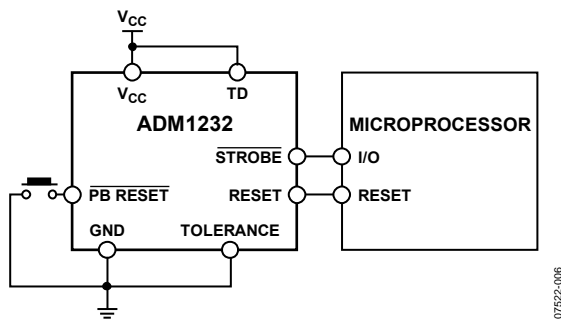 VCC
VCC
TD
ADM1232
MICROPROCESSOR
STROBE
I/O
PB RESET
RESET
RESET
GND
TOLERANCE
07522-006